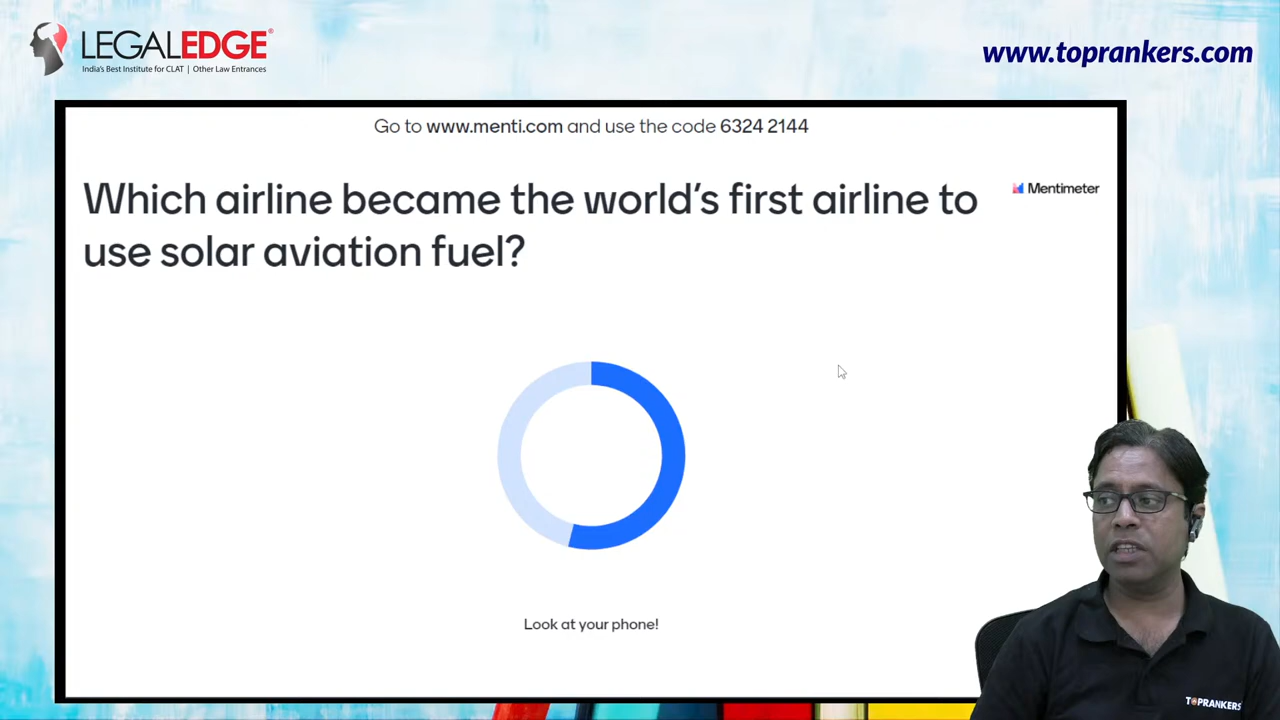 LEGALEDGE
India's Best Institute for CLAT | Other Law Entrances
www.toprankers.com
Go to www.menti.com and use the code 6324 2144
Which airline became the world's first airline to
use solar aviation fuel?
Mentimeter
Look at your phone!
TOPRANKERS